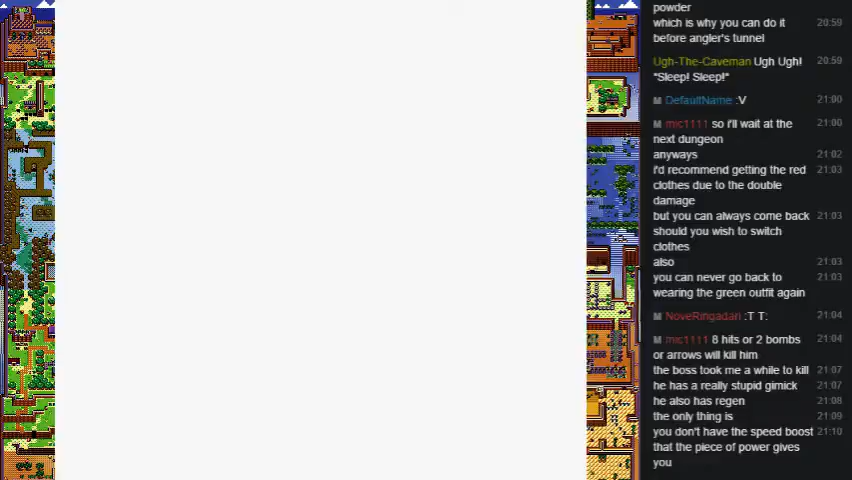 powder
which is why you can do it 20:59
before angler's tunnel
Ugh-The-Caveman Ugh Ugh! 20:59
*Sleep! Sleep!*
M DefaultName :V 21:00
M mic1111 so i'll wait at the 21:00
next dungeon
anyways 21:02
i'd recommend getting the red 21:03
clothes due to the double
damage
but you can always come back 21:03
should you wish to switch
clothes
also 21:03
you can never go back to 21:03
wearing the green outfit again
M NoveRingadari :T T: 21:04
M mic1111 8 hits or 2 bombs 21:04
or arrows will kill him
the boss took me a while to kill 21:07
he has a really stupid gimick 21:07
he also has regen 21:08
the only thing is 21:09
you don't have the speed boost 21:10
that the piece of power gives
you